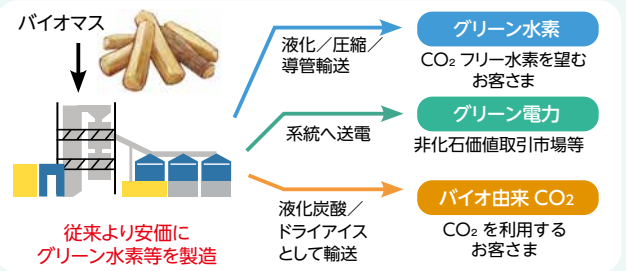 バイオマス
従来より安価に
グリーン水素等を製造
液化／圧縮／
導管輸送
グリーン水素
CO₂ フリー水素を望む
お客さま
系統へ送電
グリーン電力
非化石価値取引市場等
液化炭酸／
ドライアイス
として輸送
バイオ由来 CO₂
CO₂ を利用する
お客さま